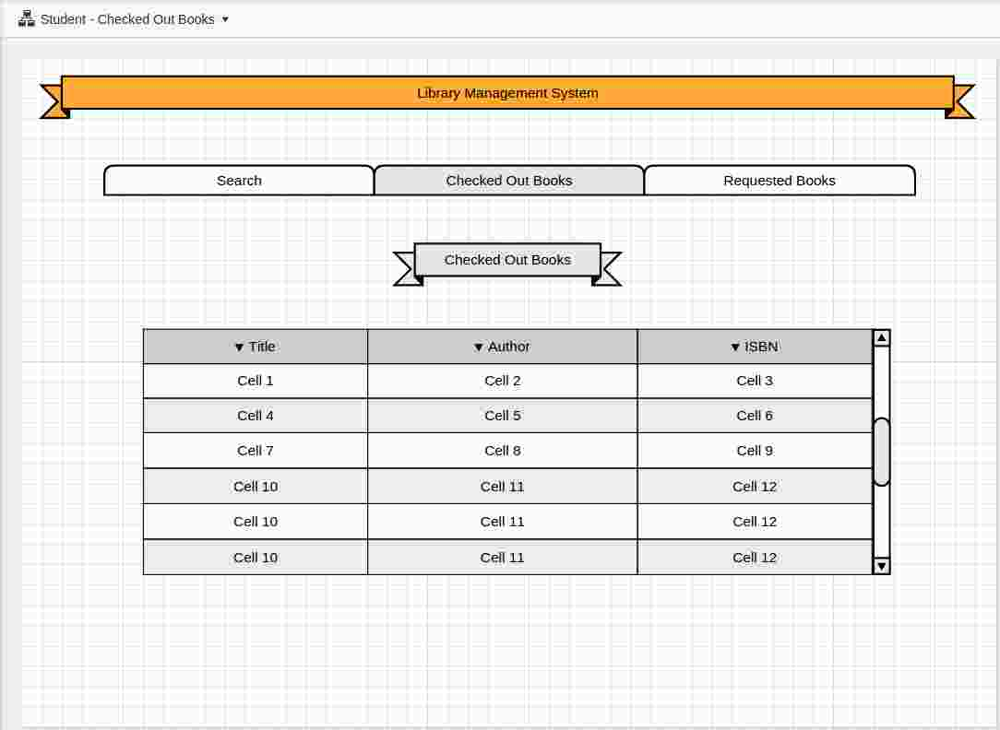 Student - Checked Out Books ▼
Library Management System
Search Checked Out Books Requested Books
Checked Out Books
▼ Title ▼ Author ▼ ISBN
Cell 1 Cell 2 Cell 3
Cell 4 Cell 5 Cell 6
Cell 7 Cell 8 Cell 9
Cell 10 Cell 11 Cell 12
Cell 10 Cell 11 Cell 12
Cell 10 Cell 11 Cell 12